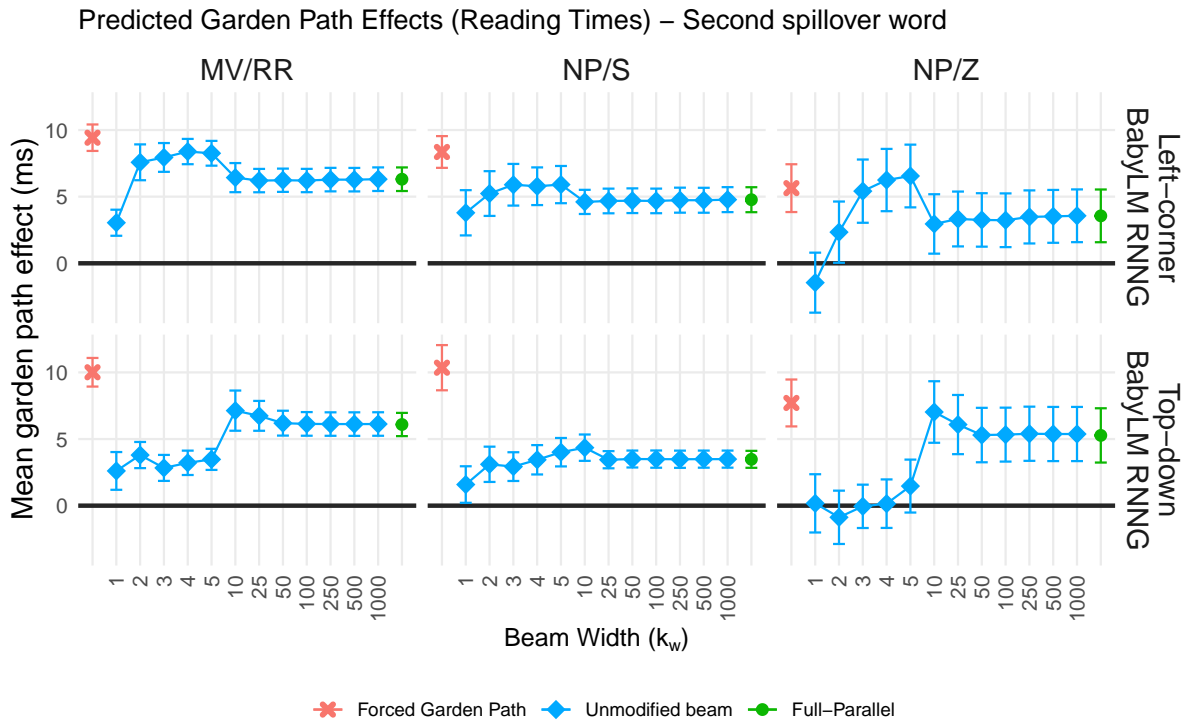 Predicted Garden Path Effects (Reading Times) – Second spillover word
MV/RR
NP/S
NP/Z
Mean garden path effect (ms)
10
5
0
Left−corner
BabyLM RNNG
10
5
0
Top−down
BabyLM RNNG
1 2 3 4 5 10 25 50 100 250 500 1000
1 2 3 4 5 10 25 50 100 250 500 1000
1 2 3 4 5 10 25 50 100 250 500 1000
Beam Width (kw)
Forced Garden Path Unmodified beam Full−Parallel